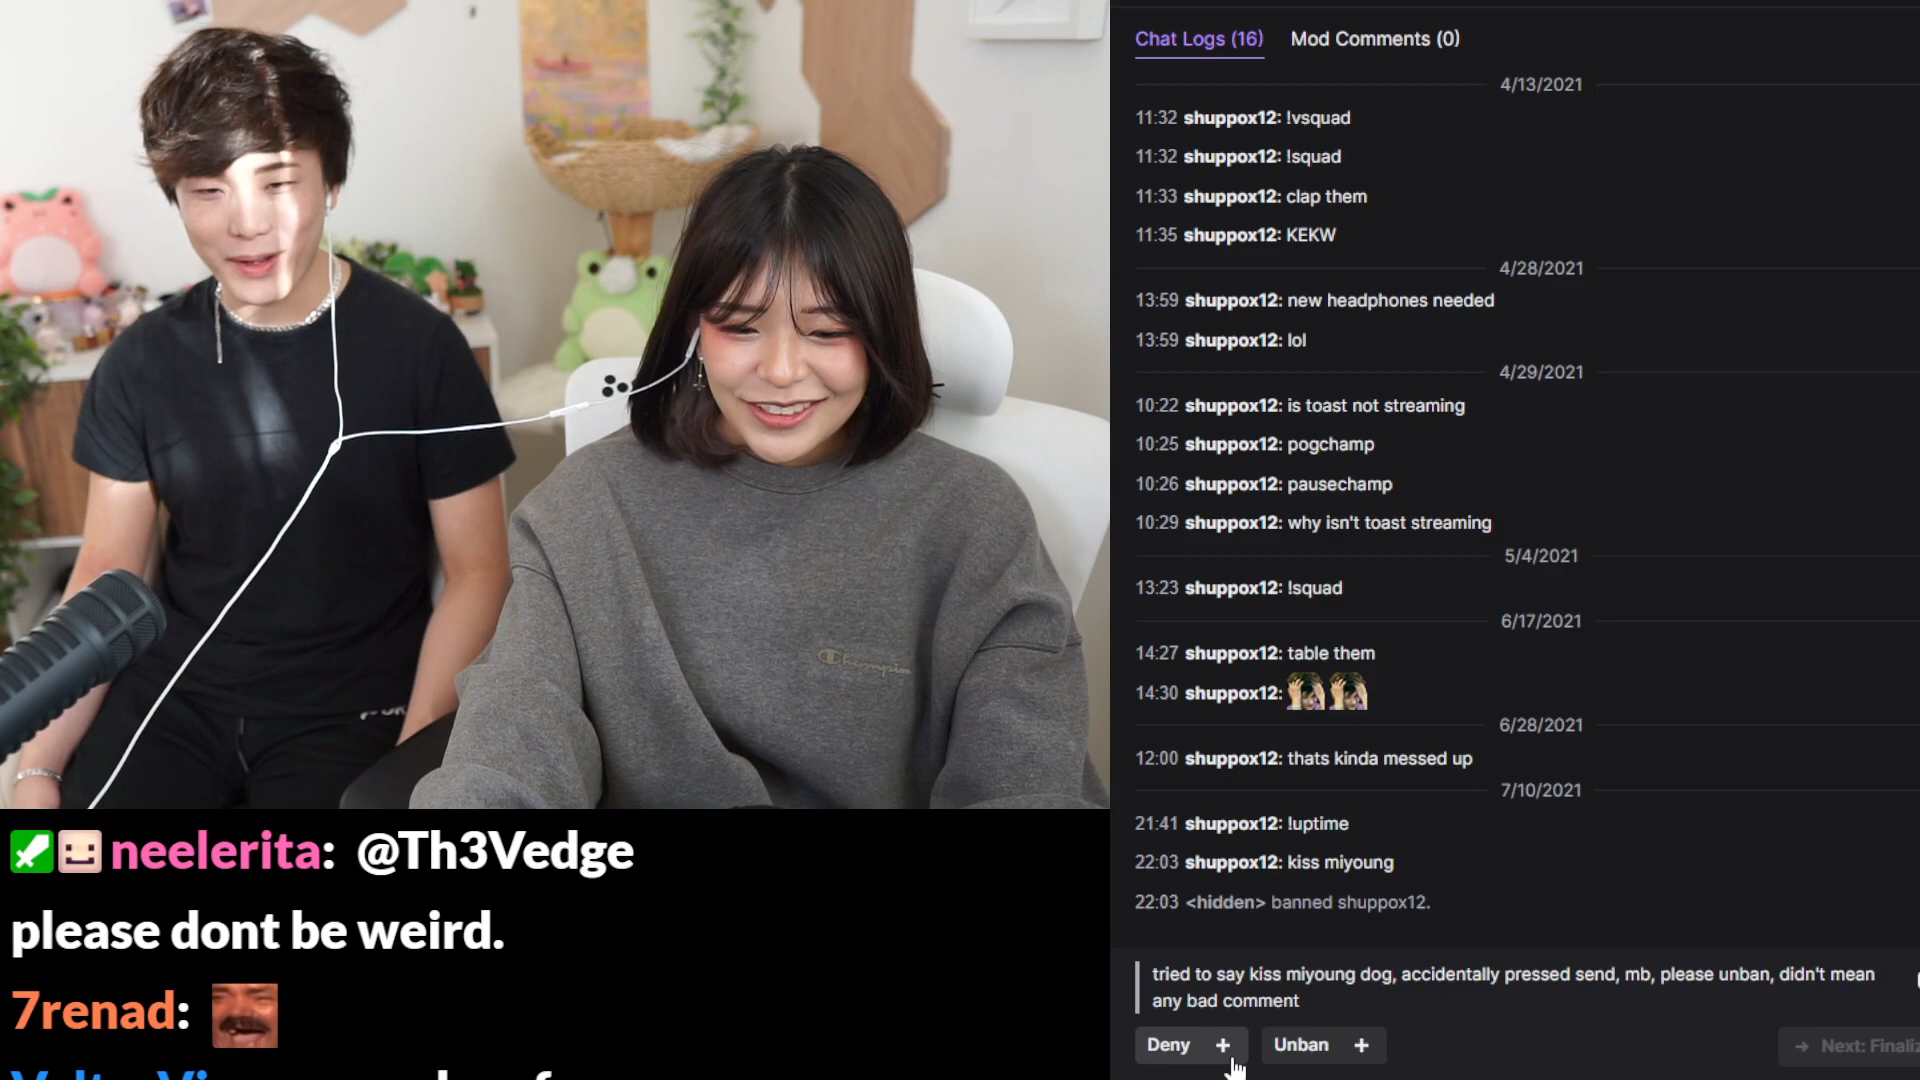 Chat Logs (16) Mod Comments (0)
4/13/2021
11:32 shuppox12: !vsquad
11:32 shuppox12: !squad
11:33 shuppox12: clap them
11:35 shuppox12: KEKW
4/28/2021
13:59 shuppox12: new headphones needed
13:59 shuppox12: lol
4/29/2021
10:22 shuppox12: is toast not streaming
10:25 shuppox12: pogchamp
10:26 shuppox12: pausechamp
10:29 shuppox12: why isn't toast streaming
5/4/2021
13:23 shuppox12: !squad
6/17/2021
14:27 shuppox12: table them
14:30 shuppox12:
6/28/2021
12:00 shuppox12: thats kinda messed up
7/10/2021
21:41 shuppox12: !uptime
22:03 shuppox12: kiss miyoung
22:03 <hidden> banned shuppox12.
tried to say kiss miyoung dog, accidentally pressed send, mb, please unban, didn't mean
any bad comment
Deny + Unban +
→ Next:
Champion
neelerita: @Th3Vedge
please dont be weird.
7renad: